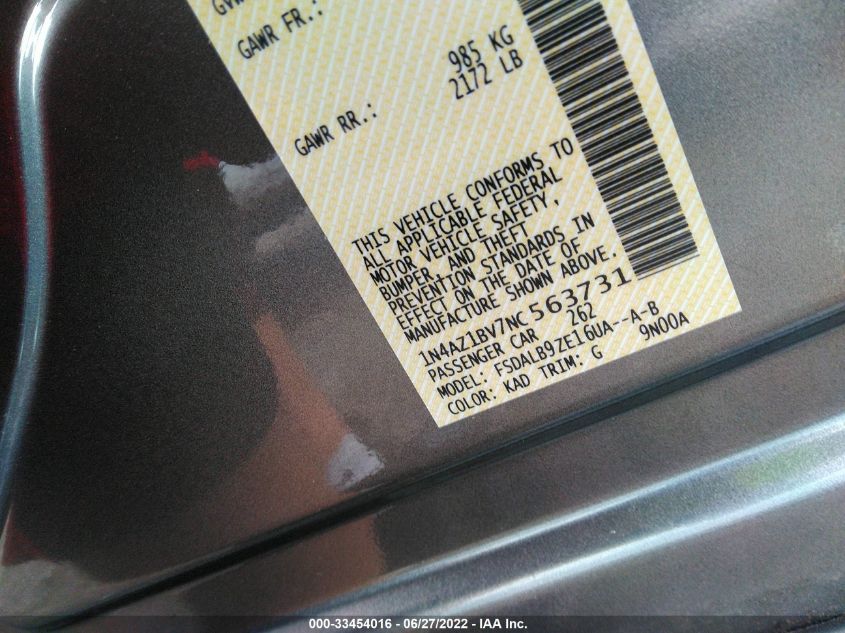 GAWR FR.:
985 KG
2172 LB
GAWR RR.:
THIS VEHICLE CONFORMS TO
ALL APPLICABLE FEDERAL
MOTOR VEHICLE SAFETY,
BUMPER, AND THEFT
PREVENTION STANDARDS IN
EFFECT ON THE DATE OF
MANUFACTURE SHOWN ABOVE.
1N4AZ1BV7NC563731
PASSENGER CAR 262
MODEL: FSDALB9ZE16UA--A-B
COLOR: KAD TRIM: G 9N00A
000-33454016 - 06/27/2022 - IAA Inc.